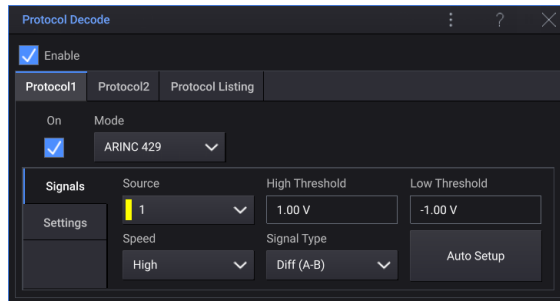 Protocol Decode
Enable
Protocol1 Protocol2 Protocol Listing
On Mode
ARINC 429
Signals Source High Threshold Low Threshold
1 1.00 V -1.00 V
Settings
Speed Signal Type
High Diff (A-B) Auto Setup